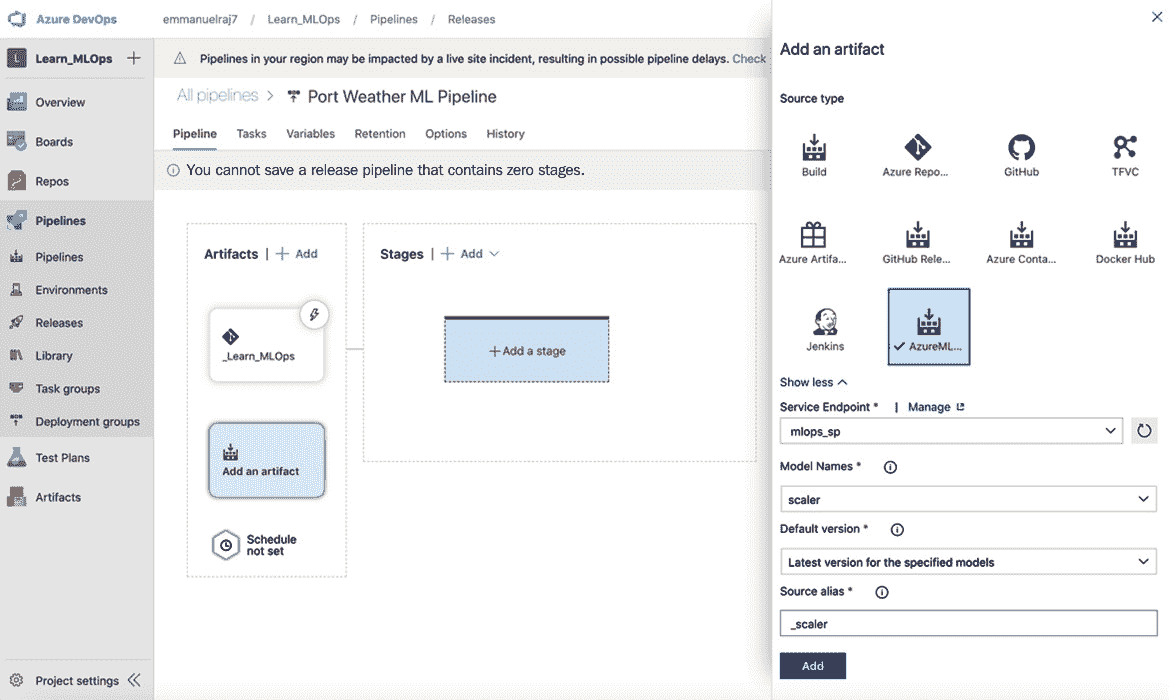 Azure DevOps
emmanuelraj7 / Learn_MLOps / Pipelines / Releases
L Learn_MLOps
Overview
Boards
Repos
Pipelines
Pipelines
Environments
Releases
Library
Task groups
Deployment groups
Test Plans
Artifacts
Project settings
Pipelines in your region may be impacted by a live site incident, resulting in possible pipeline delays. Check
All pipelines > Port Weather ML Pipeline
Pipeline Tasks Variables Retention Options History
You cannot save a release pipeline that contains zero stages.
Artifacts | + Add
_Learn_MLOps
Add an artifact
Schedule
not set
Stages | + Add
+ Add a stage
Add an artifact
Source type
Build Azure Repo... GitHub TFVC
Azure Artifa... GitHub Rele... Azure Conta... Docker Hub
Jenkins AzureML...
Show less
Service Endpoint * | Manage
mlops_sp
Model Names *
scaler
Default version *
Latest version for the specified models
Source alias *
_scaler
Add